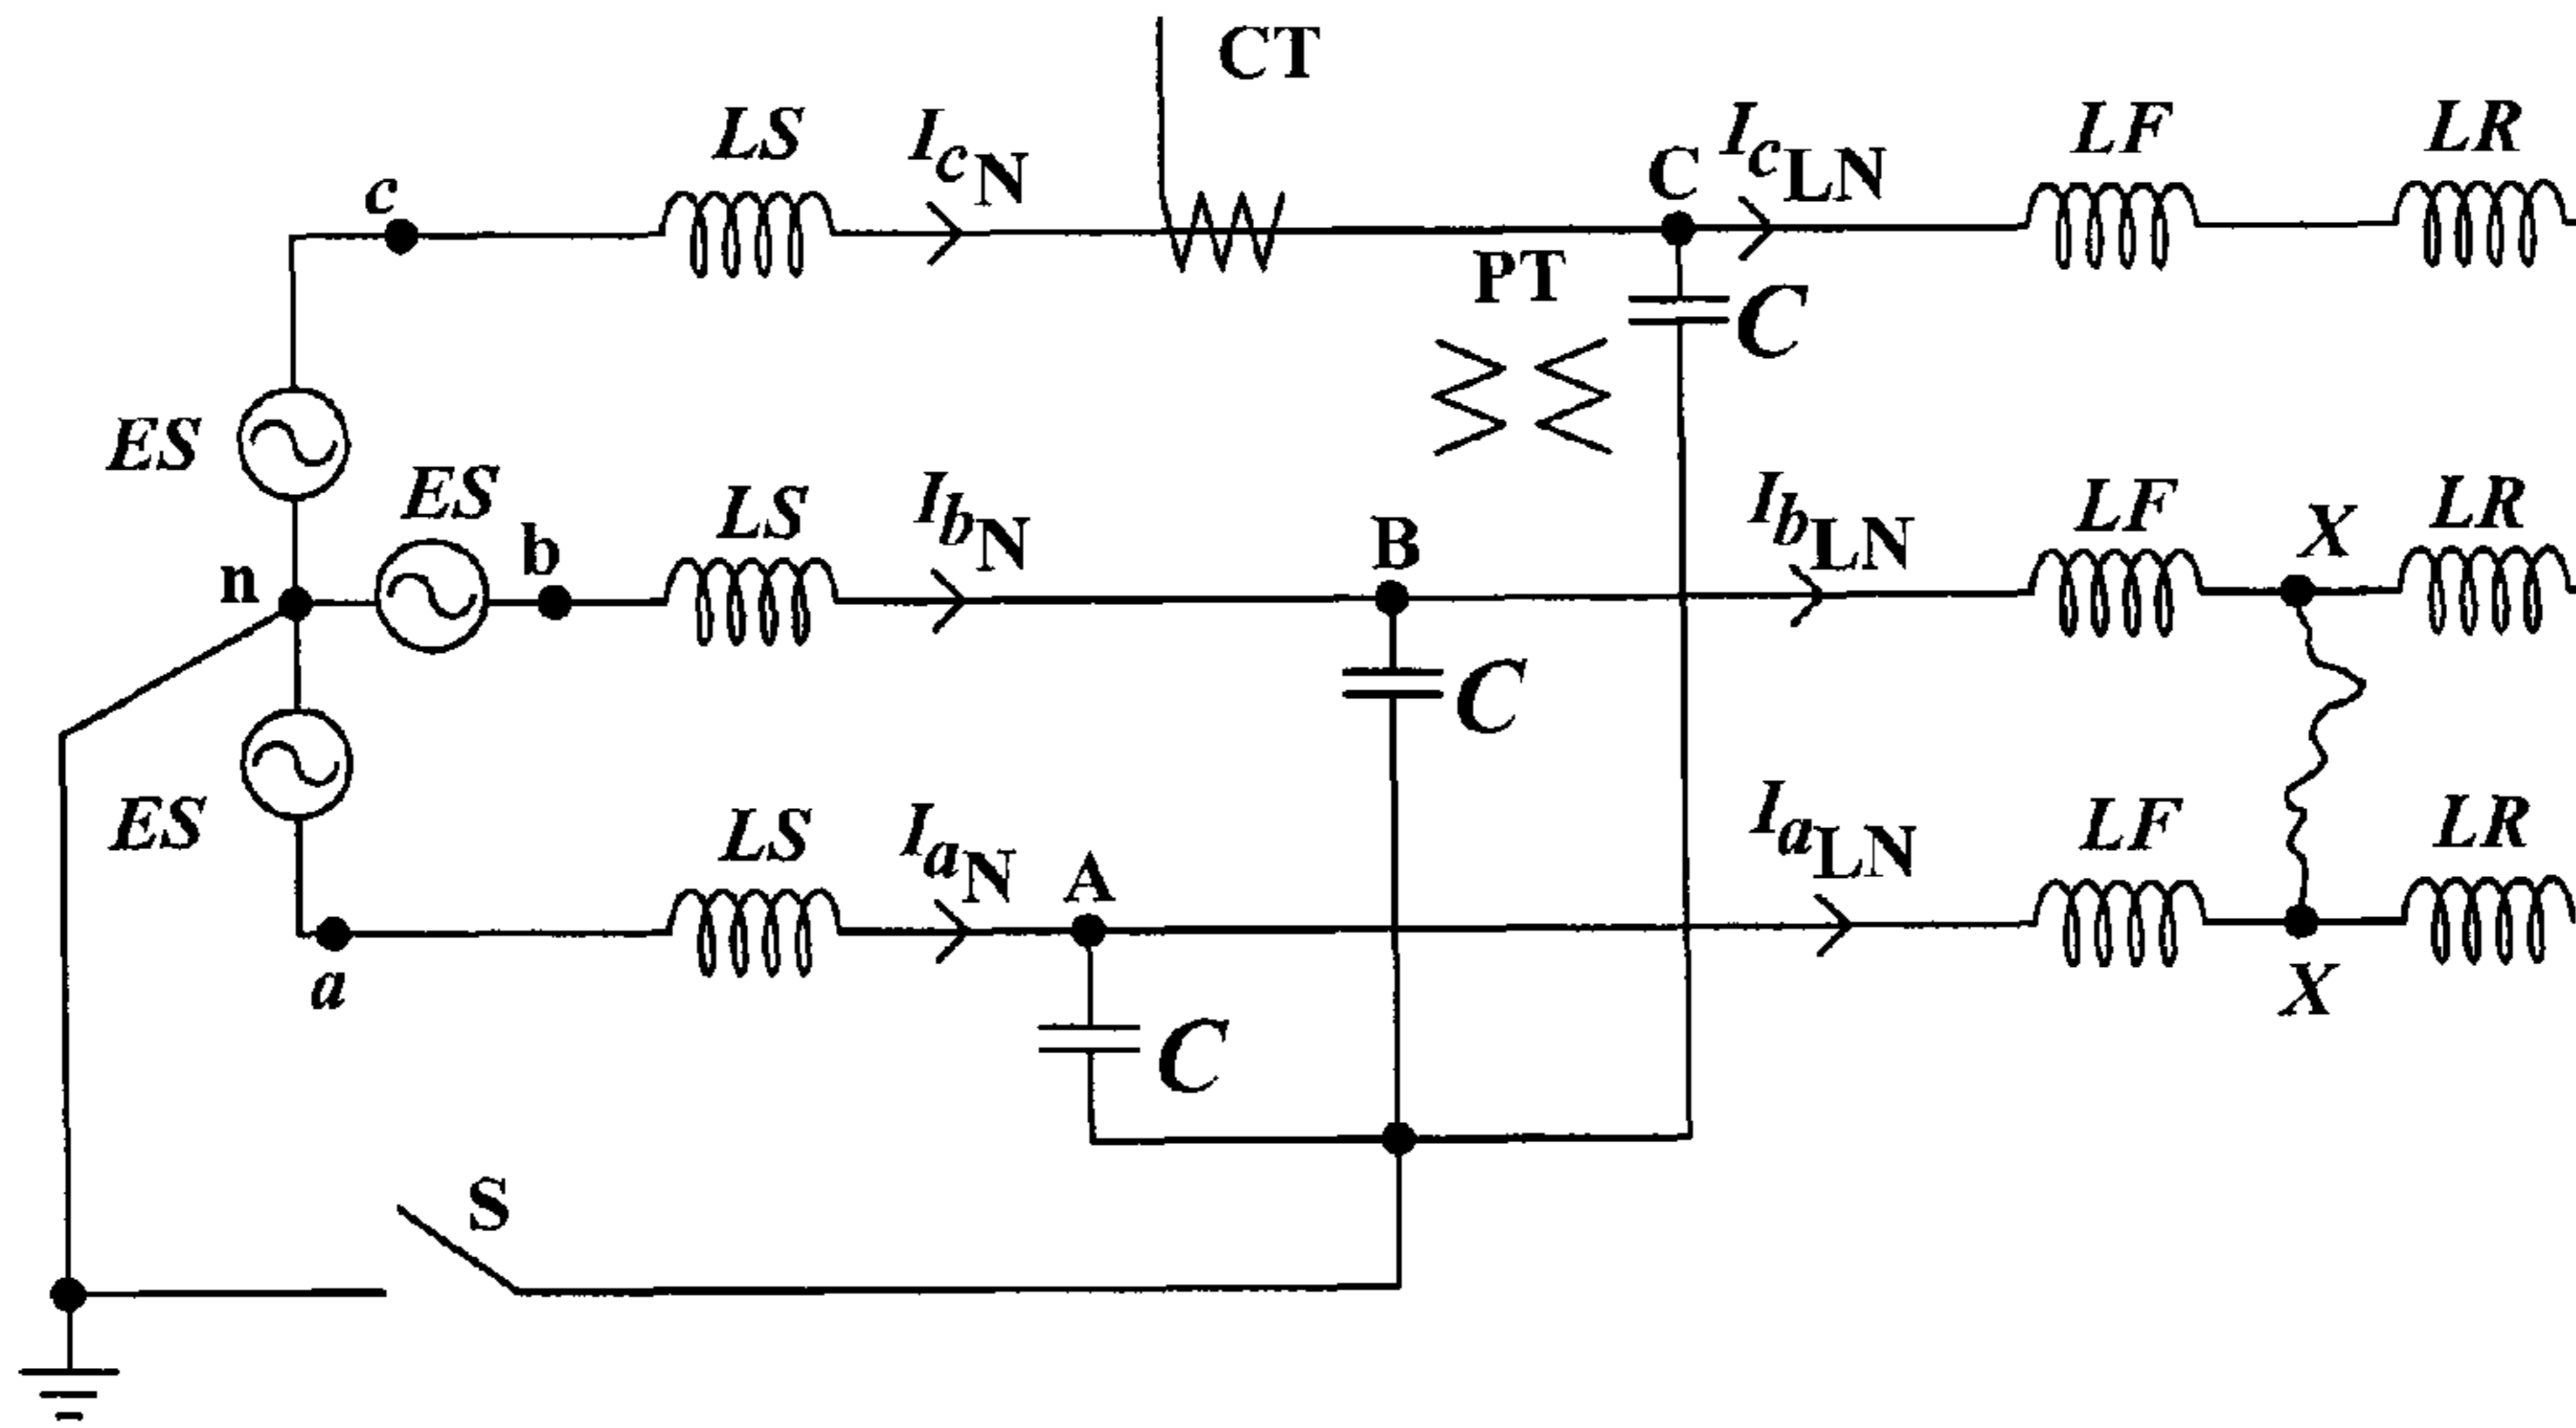 CT
LS I_cN C I_cLN LF LR
c
PT
C
ES
ES b LS I_bN B I_bLN LF X LR
n
C
ES LS I_aN A I_aLN LF LR
a X
C
S